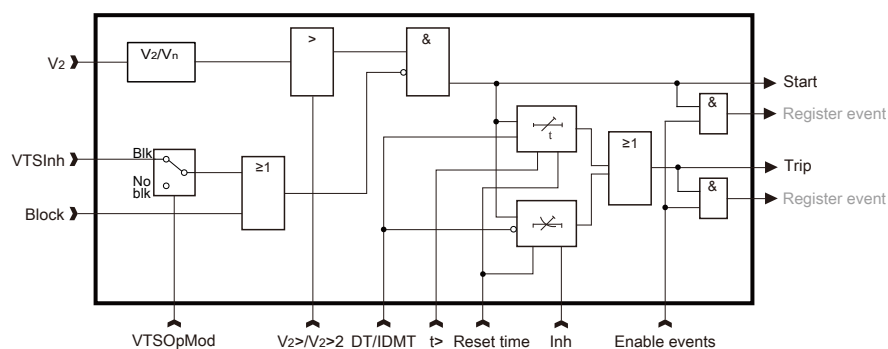 V2
V2/Vn
>
&
Start
&
Register event
t
VTSInh
Blk
≥1
≥1
Trip
No
blk
&
Register event
Block
VTSOpMod
V2>/V2>2
DT/IDMT
t>
Reset time
Inh
Enable events